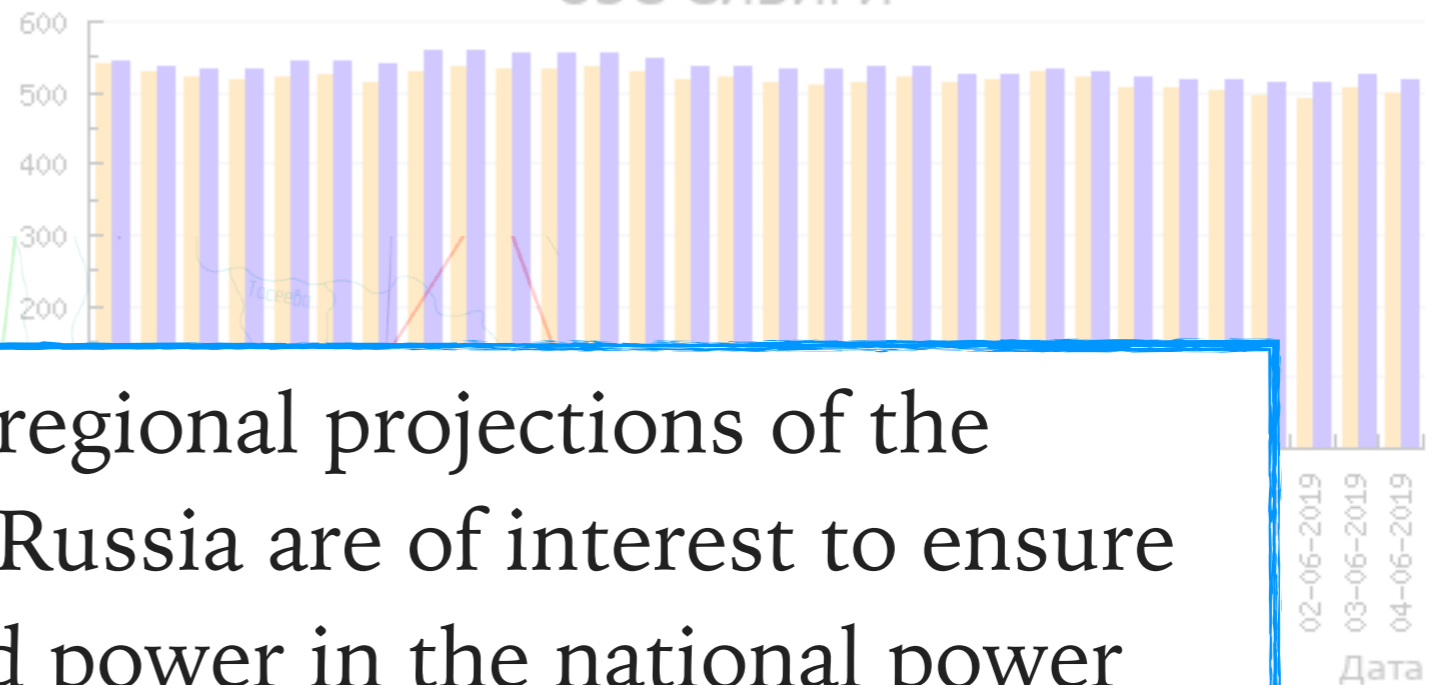 600
500
400
300
200
Тасеево
regional projections of the
Russia are of interest to ensure
power in the national power
02-06-2019
03-06-2019
04-06-2019
Дата